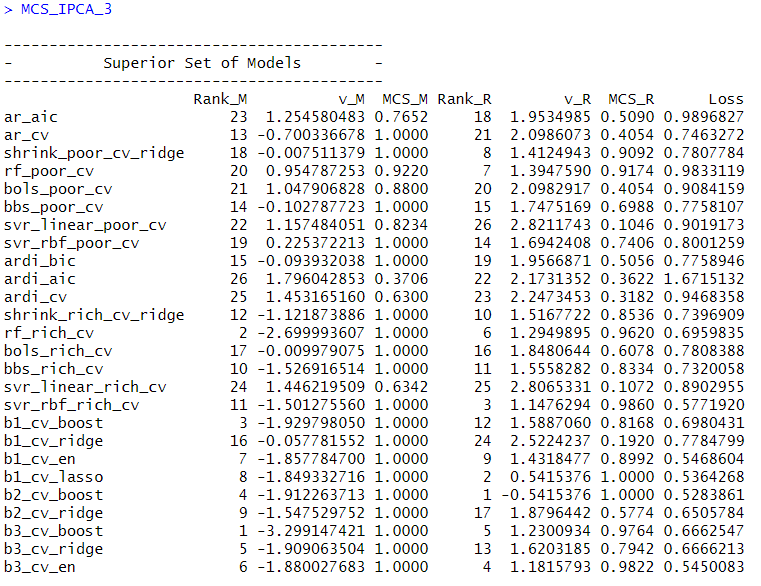 > MCS_IPCA_3
------------------------------------------
-          Superior Set of Models        -
------------------------------------------
Rank_M v_M MCS_M Rank_R v_R MCS_R Loss
ar_aic 23 1.254580483 0.7652 18 1.9534985 0.5090 0.9896827
ar_cv 13 -0.700336678 1.0000 21 2.0986073 0.4054 0.7463272
shrink_poor_cv_ridge 18 -0.007511379 1.0000 8 1.4124943 0.9092 0.7807784
rf_poor_cv 20 0.954787253 0.9220 7 1.3947590 0.9174 0.9833119
bols_poor_cv 21 1.047906828 0.8800 20 2.0982917 0.4054 0.9084159
bbs_poor_cv 14 -0.102787723 1.0000 15 1.7475169 0.6988 0.7758107
svr_linear_poor_cv 22 1.157484051 0.8234 26 2.8211743 0.1046 0.9019173
svr_rbf_poor_cv 19 0.225372213 1.0000 14 1.6942408 0.7406 0.8001259
ardi_bic 15 -0.093932038 1.0000 19 1.9566871 0.5056 0.7758946
ardi_aic 26 1.796042853 0.3706 22 2.1731352 0.3622 1.6715132
ardi_cv 25 1.453165160 0.6300 23 2.2473453 0.3182 0.9468358
shrink_rich_cv_ridge 12 -1.121873886 1.0000 10 1.5167722 0.8536 0.7396909
rf_rich_cv 2 -2.699993607 1.0000 6 1.2949895 0.9620 0.6959835
bols_rich_cv 17 -0.009979075 1.0000 16 1.8480644 0.6078 0.7808388
bbs_rich_cv 10 -1.526916514 1.0000 11 1.5558282 0.8334 0.7320058
svr_linear_rich_cv 24 1.446219509 0.6342 25 2.8065331 0.1072 0.8902955
svr_rbf_rich_cv 11 -1.501275560 1.0000 3 1.1476294 0.9860 0.5771920
b1_cv_boost 3 -1.929798050 1.0000 12 1.5887060 0.8168 0.6980431
b1_cv_ridge 16 -0.057781552 1.0000 24 2.5224237 0.1920 0.7784799
b1_cv_en 7 -1.857784700 1.0000 9 1.4318477 0.8992 0.5468604
b1_cv_lasso 8 -1.849332716 1.0000 2 0.5415376 1.0000 0.5364268
b2_cv_boost 4 -1.912263713 1.0000 1 -0.5415376 1.0000 0.5283861
b2_cv_ridge 9 -1.547529752 1.0000 17 1.8796442 0.5774 0.6505784
b3_cv_boost 1 -3.299147421 1.0000 5 1.2300934 0.9764 0.6662547
b3_cv_ridge 5 -1.909063504 1.0000 13 1.6203185 0.7942 0.6666213
b3_cv_en 6 -1.880027683 1.0000 4 1.1815793 0.9822 0.5450083